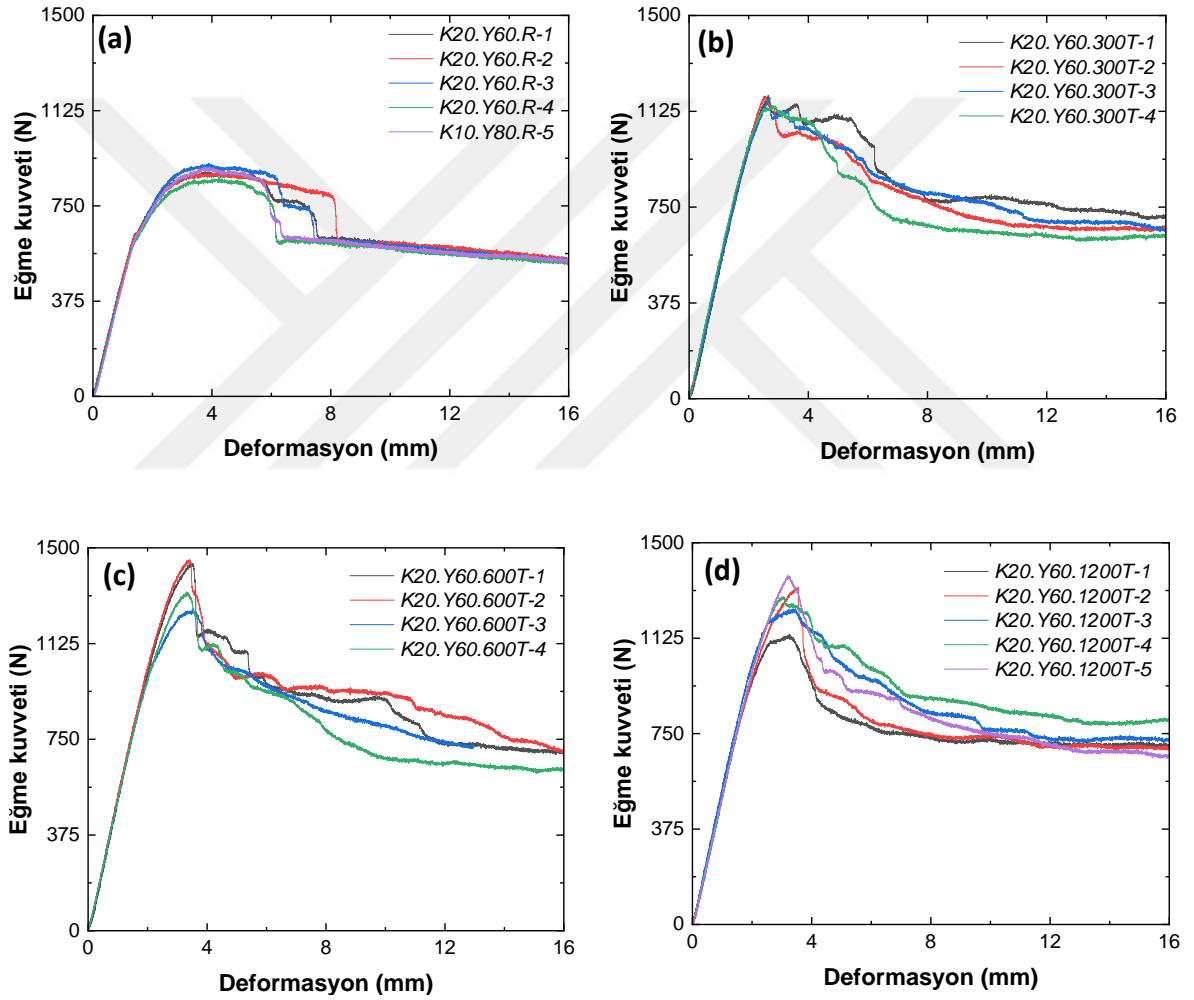 (a)
K20.Y60.R-1
K20.Y60.R-2
K20.Y60.R-3
K20.Y60.R-4
K10.Y80.R-5
1500
1125
750
375
0
Eğme kuvveti (N)
0 4 8 12 16
Deformasyon (mm)
(b)
K20.Y60.300T-1
K20.Y60.300T-2
K20.Y60.300T-3
K20.Y60.300T-4
1500
1125
750
375
0
Eğme kuvveti (N)
0 4 8 12 16
Deformasyon (mm)
(c)
K20.Y60.600T-1
K20.Y60.600T-2
K20.Y60.600T-3
K20.Y60.600T-4
1500
1125
750
375
0
Eğme kuvveti (N)
0 4 8 12 16
Deformasyon (mm)
(d)
K20.Y60.1200T-1
K20.Y60.1200T-2
K20.Y60.1200T-3
K20.Y60.1200T-4
K20.Y60.1200T-5
1500
1125
750
375
0
Eğme kuvveti (N)
0 4 8 12 16
Deformasyon (mm)